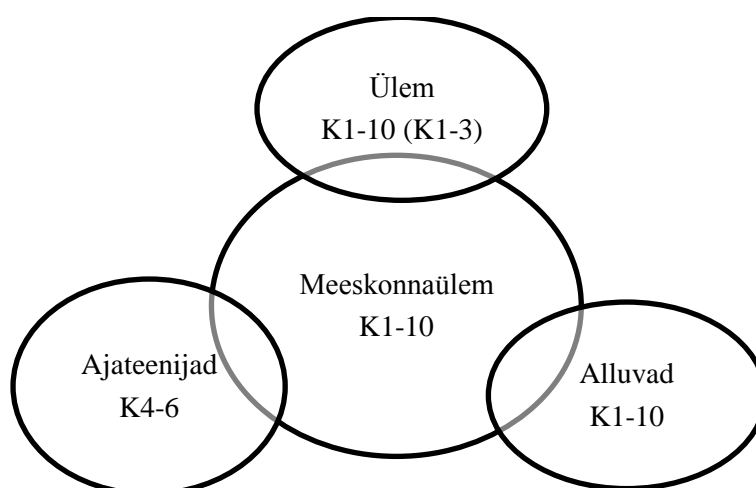 Ülem
K1-10 (K1-3)
Meeskonnaülem
K1-10
Ajateenijad
K4-6
Alluvad
K1-10